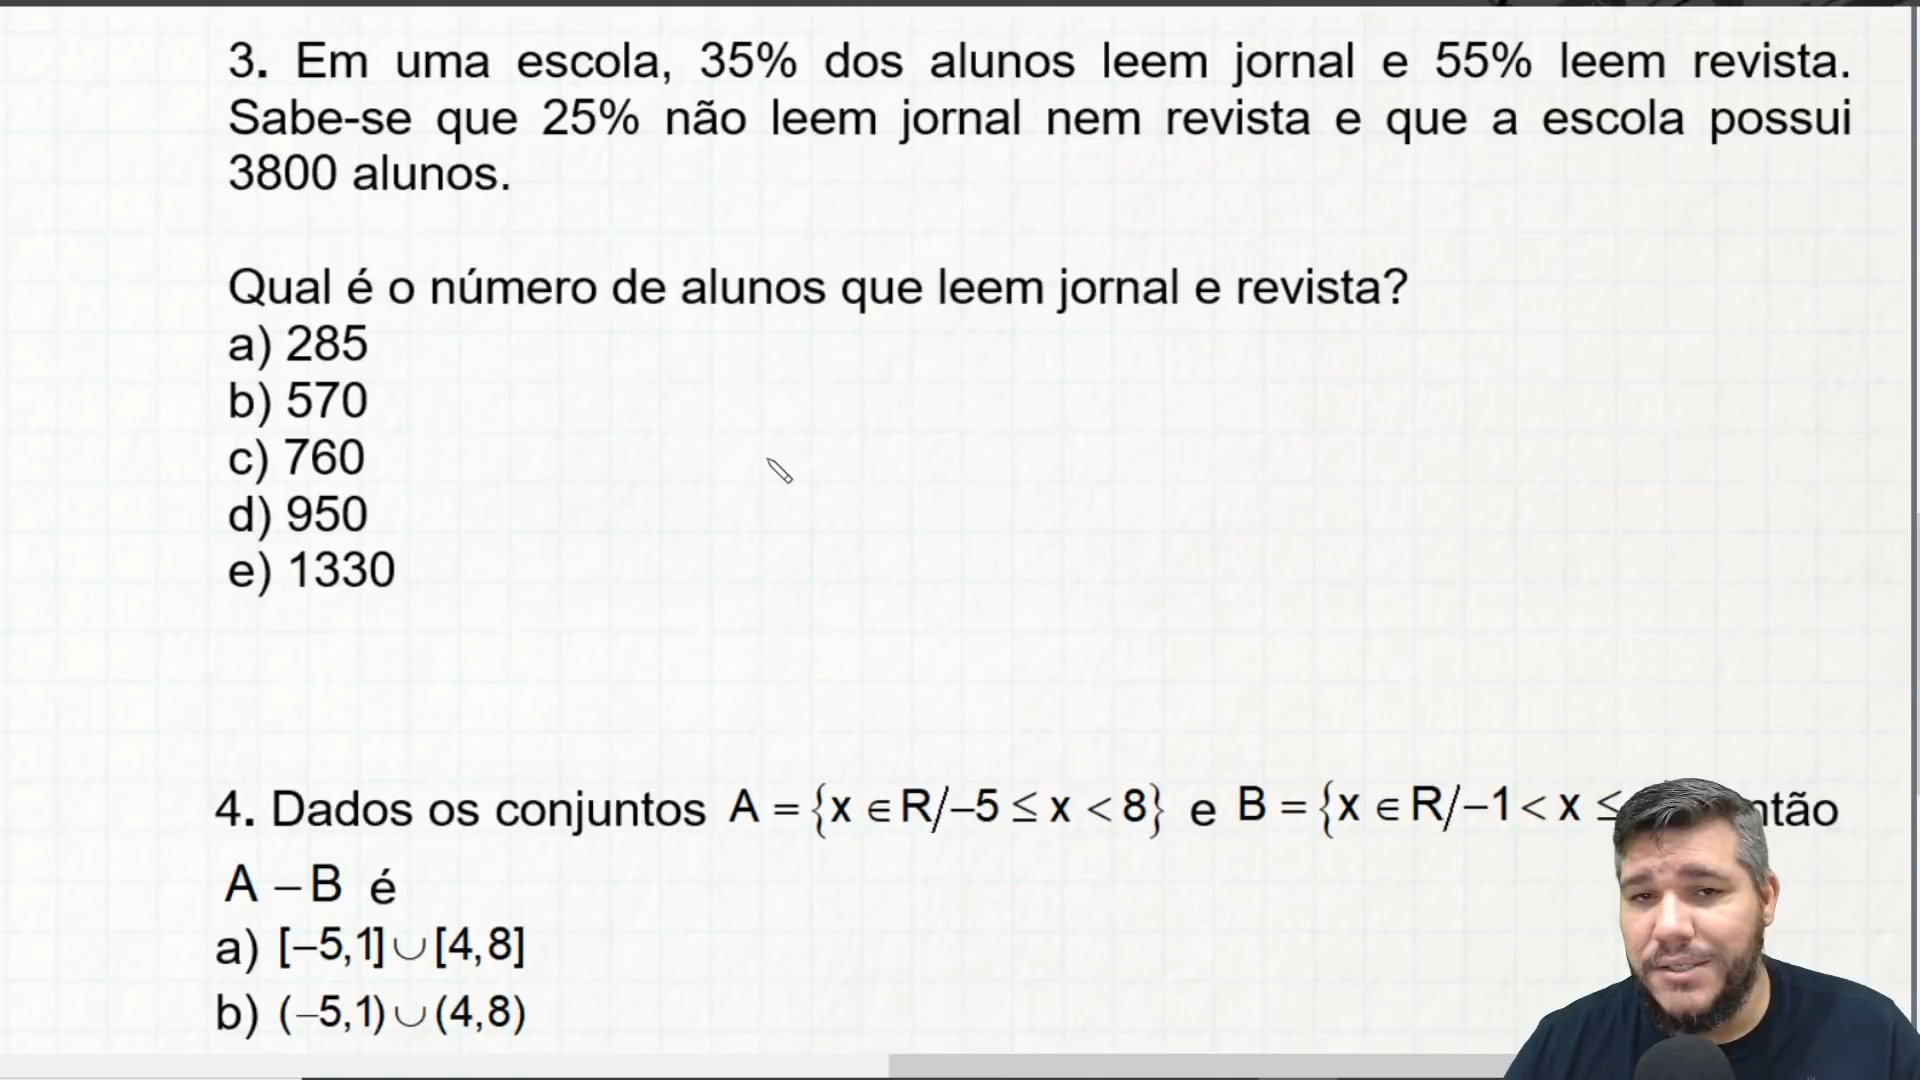 3. Em uma escola, 35% dos alunos leem jornal e 55% leem revista.
Sabe-se que 25% não leem jornal nem revista e que a escola possui
3800 alunos.
Qual é o número de alunos que leem jornal e revista?
a) 285
b) 570
c) 760
d) 950
e) 1330
4. Dados os conjuntos A = {x ∈ R/–5 ≤ x < 8} e B = {x ∈ R/–1 < x ≤
A – B é
a) [–5,1] ∪ [4,8]
b) (–5,1) ∪ (4,8)